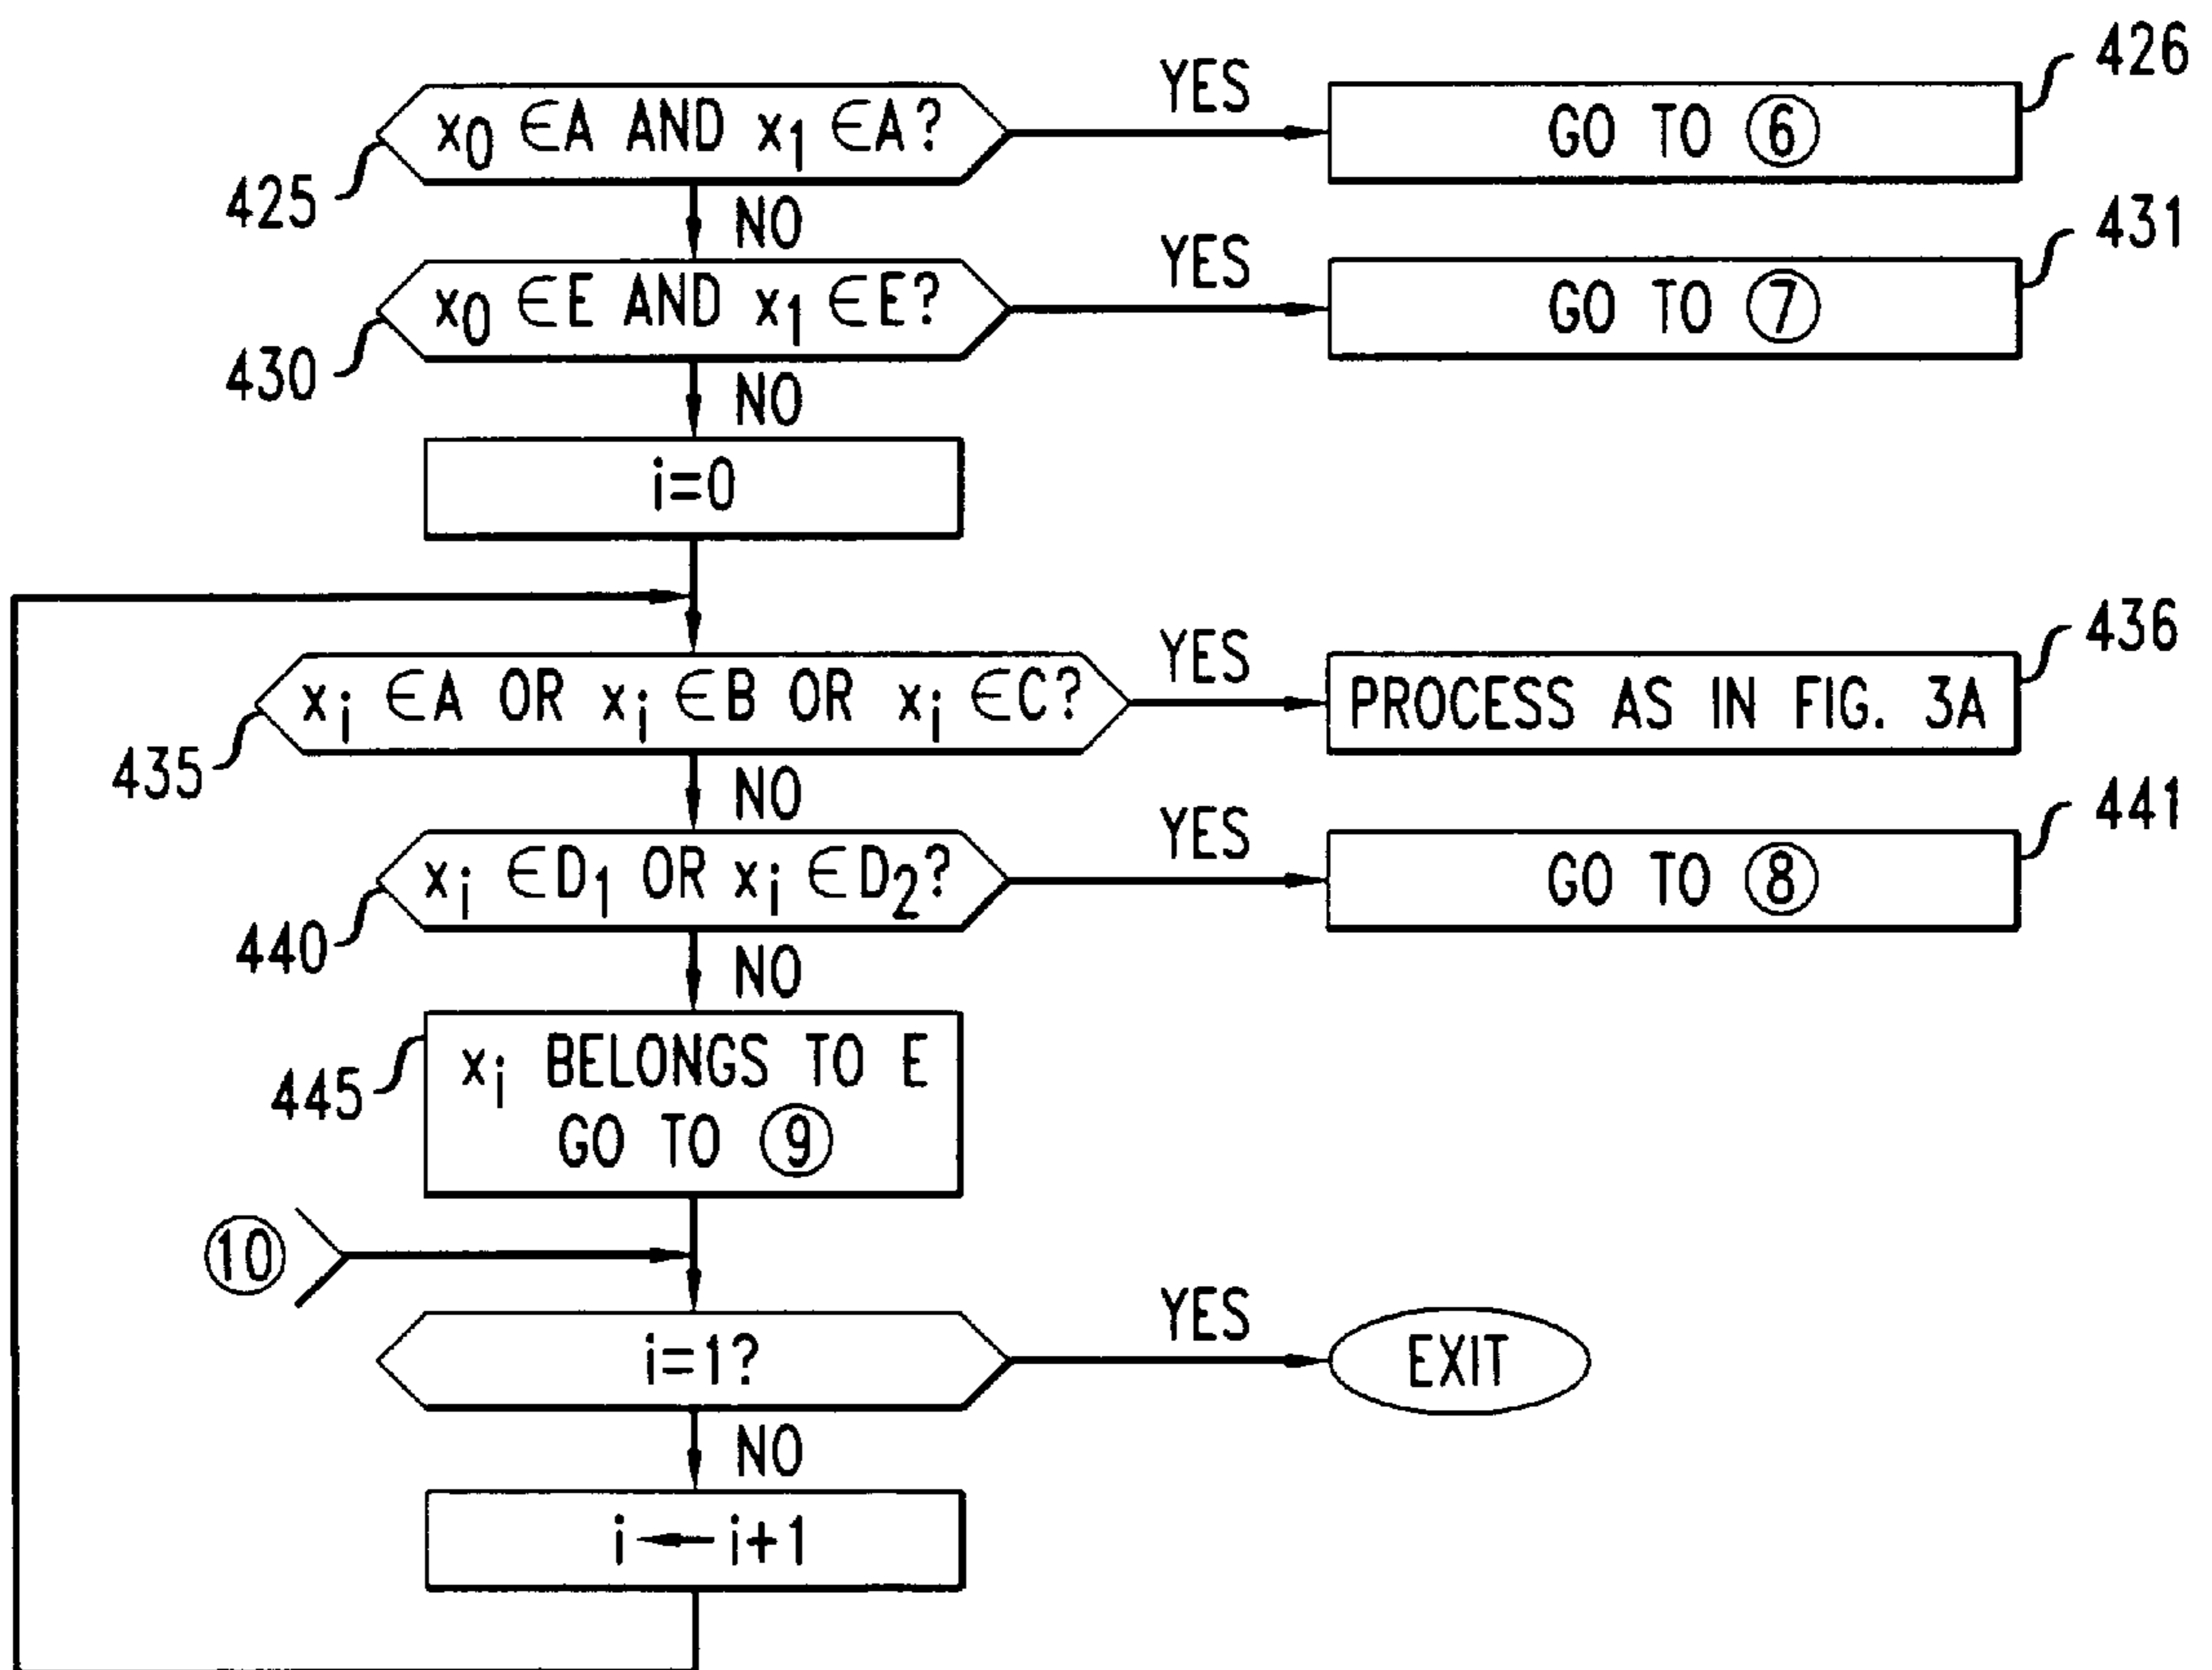 x0 ∈A AND x1 ∈A?
YES
GO TO ⑥
426
425
NO
x0 ∈E AND x1 ∈E?
YES
GO TO ⑦
431
430
NO
i=0
xi ∈A OR xi ∈B OR xi ∈C?
YES
PROCESS AS IN FIG. 3A
436
435
NO
xi ∈D1 OR xi ∈D2?
YES
GO TO ⑧
441
440
NO
xi BELONGS TO E
GO TO ⑨
445
⑩
i=1?
YES
EXIT
NO
i←i+1